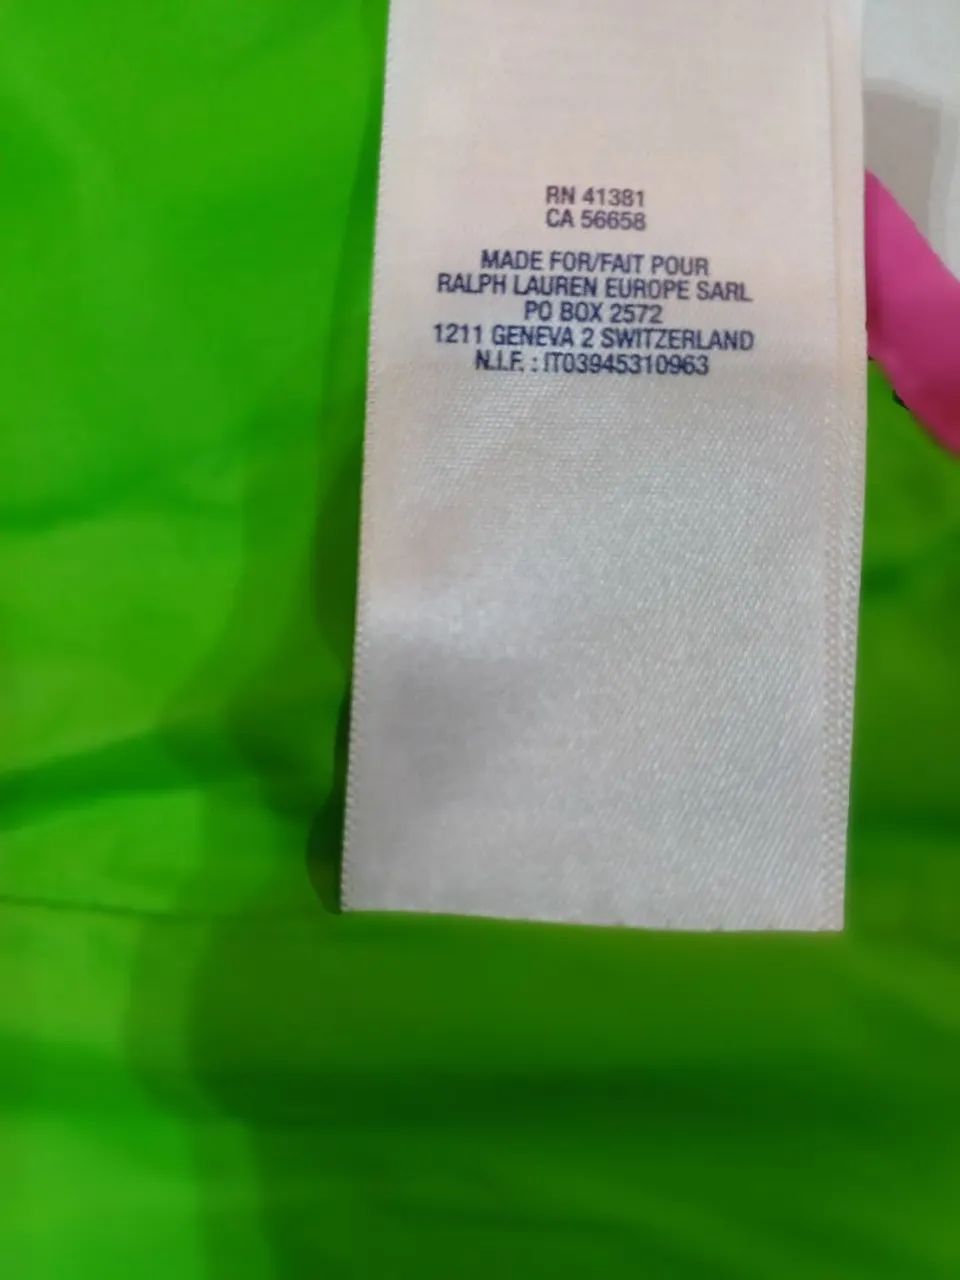 RN 41381
CA 56658
MADE FOR/FAIT POUR
RALPH LAUREN EUROPE SARL
PO BOX 2572
1211 GENEVA 2 SWITZERLAND
N.I.F. : IT03945310963